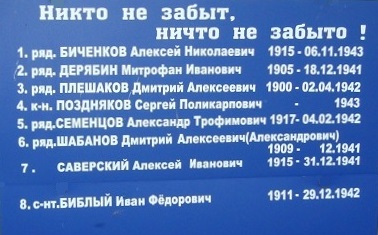 Никто не забыт,
ничто не забыто !
1. ряд. БИЧЕНКОВ Алексей Николаевич 1915 - 06.11.1943
2. ряд. ДЕРЯБИН Митрофан Иванович 1905 - 18.12.1941
3. ряд. ПЛЕШАКОВ Дмитрий Алексеевич 1900 - 02.04.1942
4. к-н. ПОЗДНЯКОВ Сергей Поликарпович - 1943
5. ряд.СЕМЕНЦОВ Александр Трофимович 1917- 04.02.1942
6. ряд.ШАБАНОВ Дмитрий Алексеевич(Александрович)
1909 - 12.1941
7 . САВЕРСКИЙ Алексей Иванович 1915 - 31.12.1941
8. с-нт.БИБЛЫЙ Иван Фёдорович 1911 - 29.12.1942